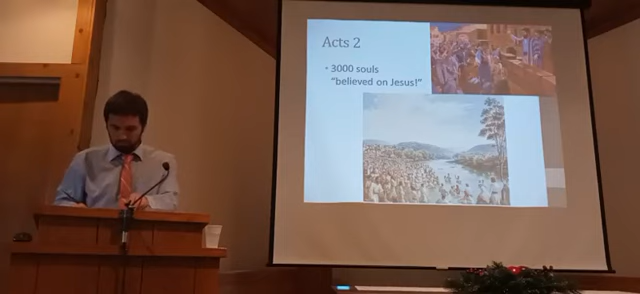 Acts 2
• 3000 souls
“believed on Jesus!”